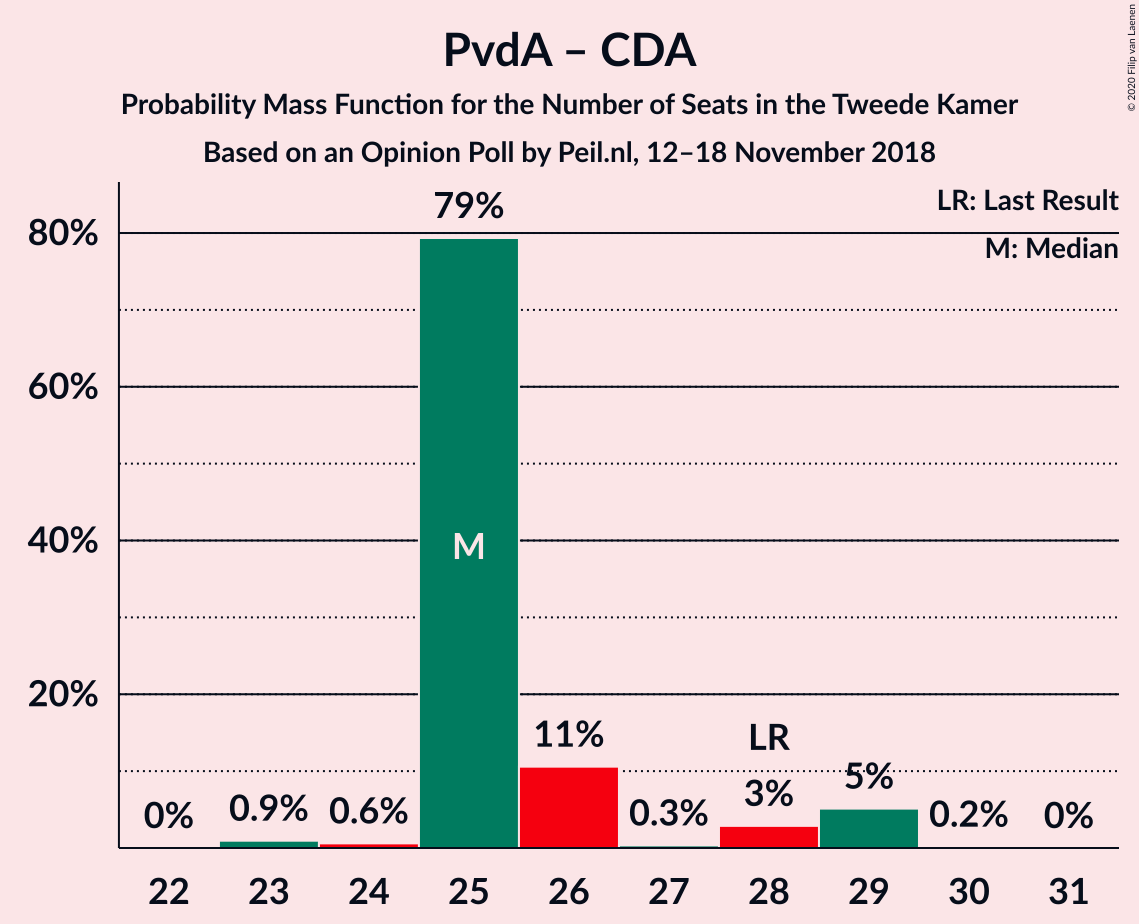 PvdA – CDA
Probability Mass Function for the Number of Seats in the Tweede Kamer
Based on an Opinion Poll by Peil.nl, 12–18 November 2018
© 2020 Filip van Laenen
LR: Last Result
M: Median
80%
60%
40%
20%
0%
0.9%
0.6%
79%
M
11%
0.3%
LR
3%
5%
0.2%
0%
22 23 24 25 26 27 28 29 30 31